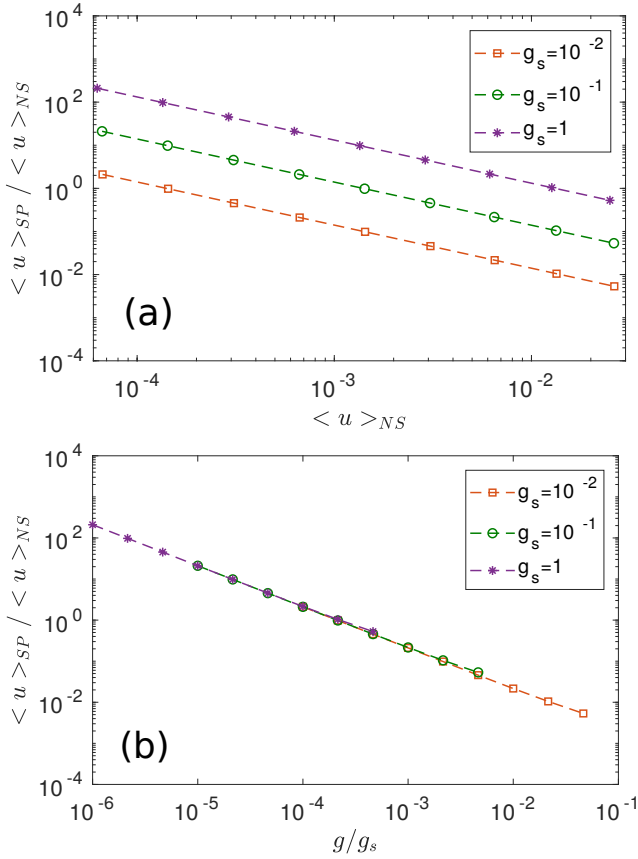 10^4
10^2
10^0
10^-2
10^-4
< u >_SP / < u >_NS
g_s=10^-2
g_s=10^-1
g_s=1
(a)
10^-4
10^-3
10^-2
< u >_NS
10^4
10^2
10^0
10^-2
10^-4
< u >_SP / < u >_NS
g_s=10^-2
g_s=10^-1
g_s=1
(b)
10^-6
10^-5
10^-4
10^-3
10^-2
10^-1
g/g_s